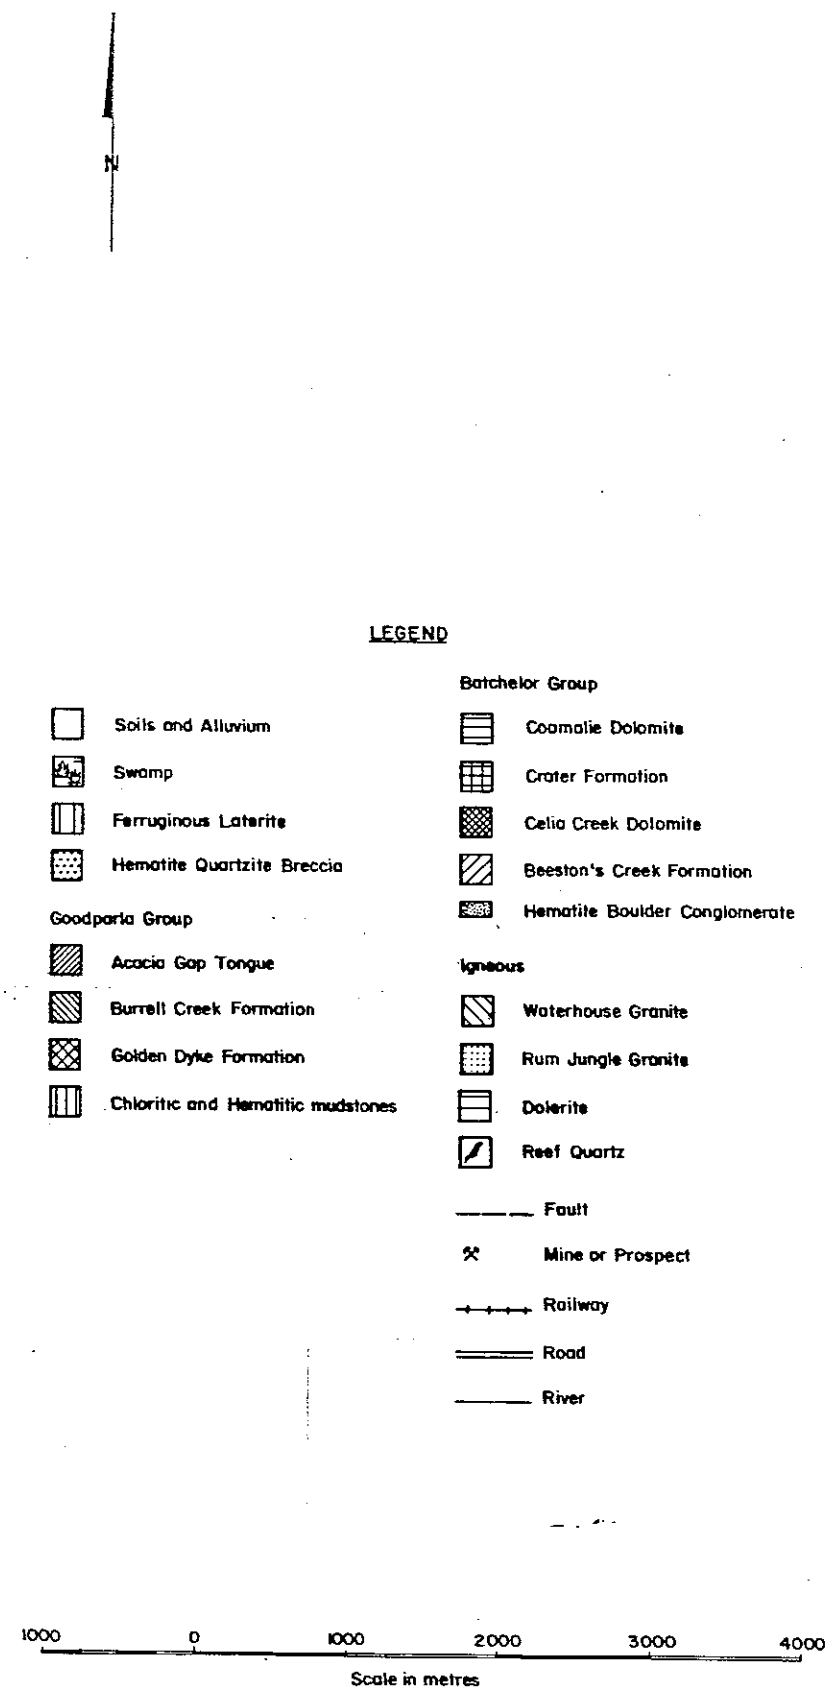 N
LEGEND
Soils and Alluvium
Swamp
Ferruginous Laterite
Hematite Quartzite Breccia
Goodparla Group
Acacia Gap Tongue
Burrell Creek Formation
Golden Dyke Formation
Chloritic and Hematitic mudstones
Batchelor Group
Coomalie Dolomite
Crater Formation
Celia Creek Dolomite
Beeston's Creek Formation
Hematite Boulder Conglomerate
Igneous
Waterhouse Granite
Rum Jungle Granite
Dolerite
Reef Quartz
Fault
Mine or Prospect
Railway
Road
River
1000 0 1000 2000 3000 4000
Scale in metres